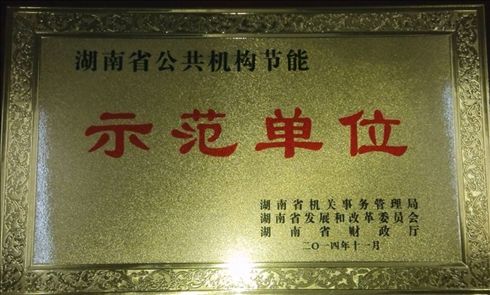 湖南省公共机构节能
示范单位
湖南省机关事务管理局
湖南省发展和改革委员会
湖南省财政厅
二〇一四年十一月